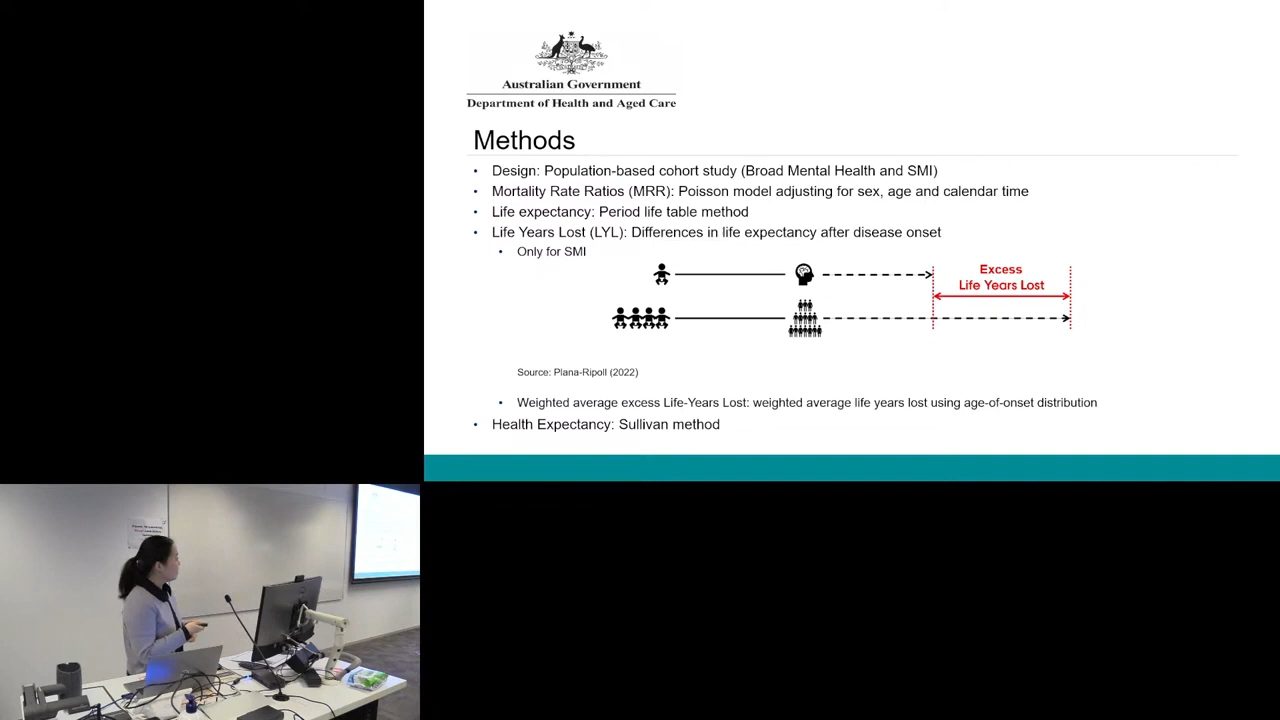 Australian Government
Department of Health and Aged Care
Methods
• Design: Population-based cohort study (Broad Mental Health and SMI)
• Mortality Rate Ratios (MRR): Poisson model adjusting for sex, age and calendar time
• Life expectancy: Period life table method
• Life Years Lost (LYL): Differences in life expectancy after disease onset
• Only for SMI
Excess
Life Years Lost
Source: Plana-Ripoll (2022)
• Weighted average excess Life-Years Lost: weighted average life years lost using age-of-onset distribution
• Health Expectancy: Sullivan method